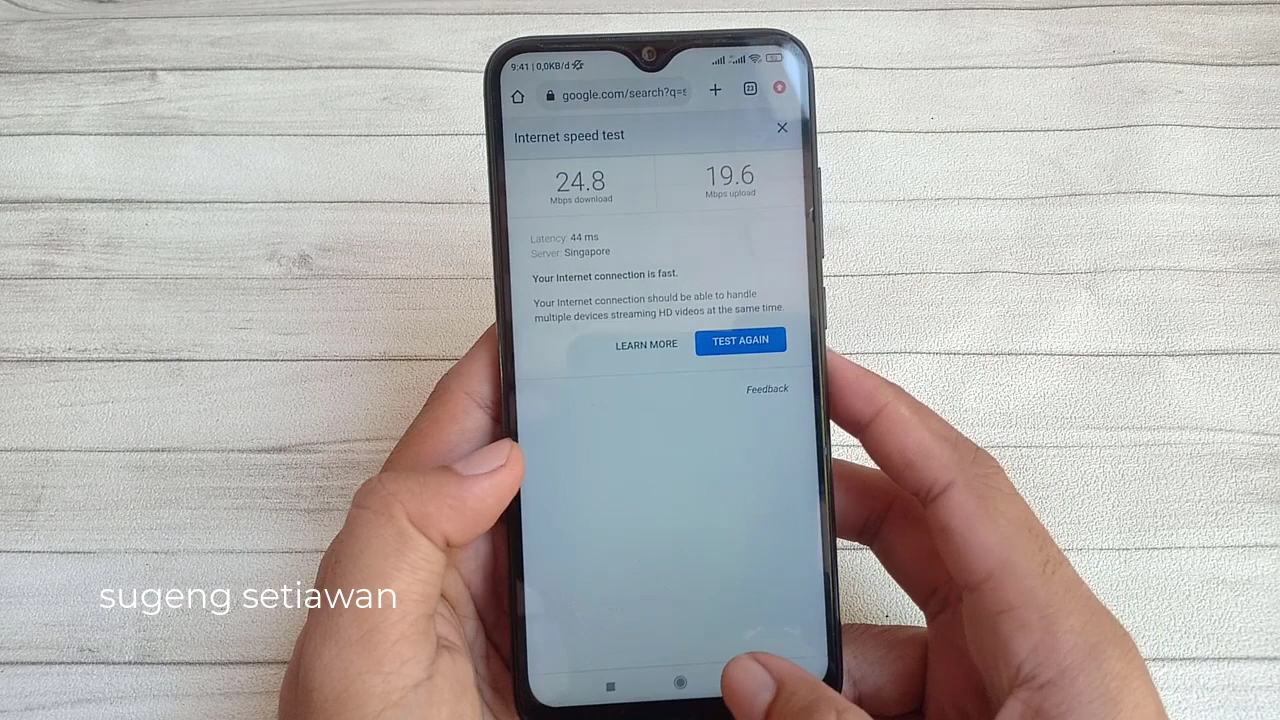 9:41 | 0,0KB/d
google.com/search?q=s
23
Internet speed test
24.8
Mbps download
19.6
Mbps upload
Latency: 44 ms
Server: Singapore
Your Internet connection is fast.
Your Internet connection should be able to handle
multiple devices streaming HD videos at the same time.
LEARN MORE
TEST AGAIN
Feedback
sugeng setiawan